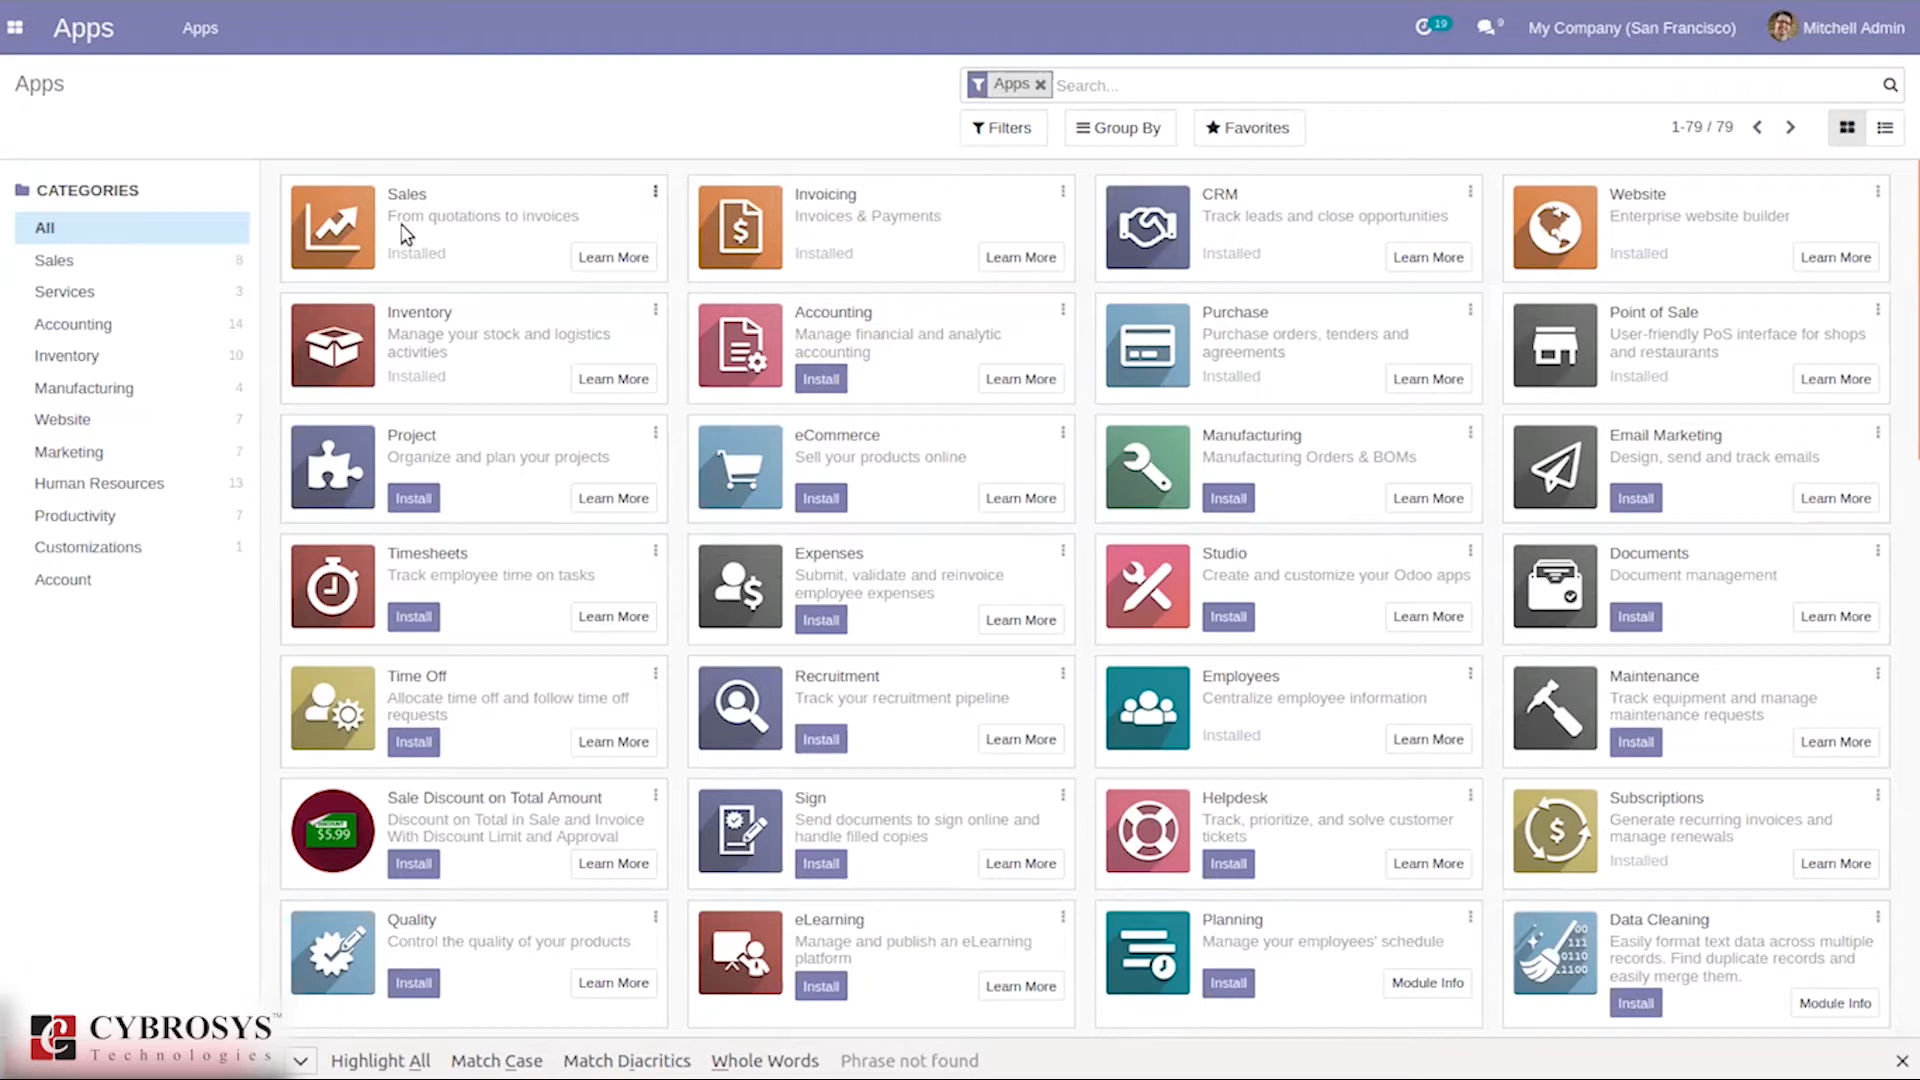 Apps
Apps
19
9
My Company (San Francisco)
Mitchell Admin
Apps
Apps
Search...
Filters
Group By
Favorites
1-79 / 79
CATEGORIES
All
Sales 8
Services 3
Accounting 14
Inventory 10
Manufacturing 4
Website 7
Marketing 7
Human Resources 13
Productivity 7
Customizations 1
Account
Sales
From quotations to invoices
Installed
Learn More
Invoicing
Invoices & Payments
Installed
Learn More
CRM
Track leads and close opportunities
Installed
Learn More
Website
Enterprise website builder
Installed
Learn More
Inventory
Manage your stock and logistics
activities
Installed
Learn More
Accounting
Manage financial and analytic
accounting
Install
Learn More
Purchase
Purchase orders, tenders and
agreements
Installed
Learn More
Point of Sale
User-friendly PoS interface for shops
and restaurants
Installed
Learn More
Project
Organize and plan your projects
Install
Learn More
eCommerce
Sell your products online
Install
Learn More
Manufacturing
Manufacturing Orders & BOMs
Install
Learn More
Email Marketing
Design, send and track emails
Install
Learn More
Timesheets
Track employee time on tasks
Install
Learn More
Expenses
Submit, validate and reinvoice
employee expenses
Install
Learn More
Studio
Create and customize your Odoo apps
Install
Learn More
Documents
Document management
Install
Learn More
Time Off
Allocate time off and follow time off
requests
Install
Learn More
Recruitment
Track your recruitment pipeline
Install
Learn More
Employees
Centralize employee information
Installed
Learn More
Maintenance
Track equipment and manage
maintenance requests
Install
Learn More
$5.99
Sale Discount on Total Amount
Discount on Total in Sale and Invoice
With Discount Limit and Approval
Install
Learn More
Sign
Send documents to sign online and
handle filled copies
Install
Learn More
Helpdesk
Track, prioritize, and solve customer
tickets
Install
Learn More
Subscriptions
Generate recurring invoices and
manage renewals
Installed
Learn More
Quality
Control the quality of your products
Install
Learn More
eLearning
Manage and publish an eLearning
platform
Install
Learn More
Planning
Manage your employees' schedule
Install
Module Info
00
111
0110
11100
Data Cleaning
Easily format text data across multiple
records. Find duplicate records and
easily merge them.
Install
Module Info
CYBROSYS™
Technologies
Highlight All
Match Case
Match Diacritics
Whole Words
Phrase not found